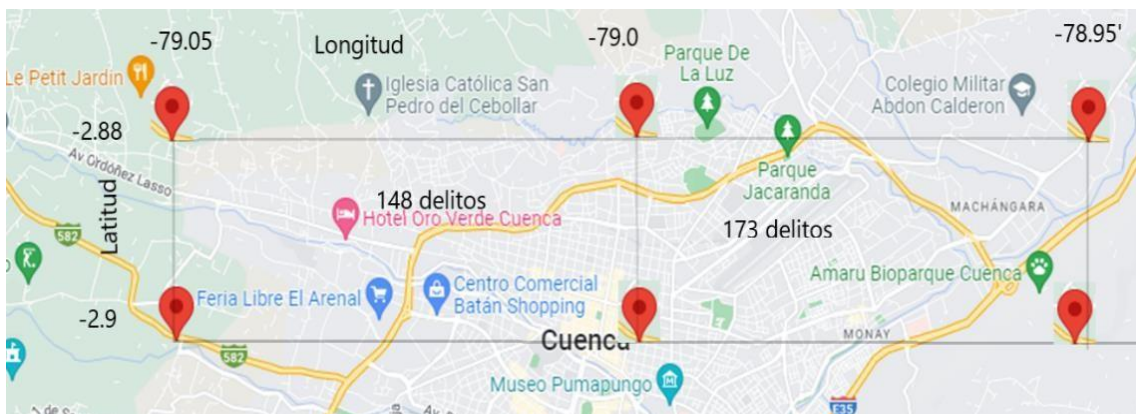 -79.05
Longitud
-79.0
-78.95'
Le Petit Jardin
Iglesia Católica San
Pedro del Cebollar
Parque De
La Luz
Colegio Militar
Abdon Calderon
-2.88
Av Ordóñez Lasso
Parque
Jacaranda
Latitud
148 delitos
Hotel Oro Verde Cuenca
173 delitos
MACHÁNGARA
582
Feria Libre El Arenal
Centro Comercial
Batán Shopping
Amaru Bioparque Cuenca
-2.9
Cuenca
MONAY
582
Museo Pumapungo
E35